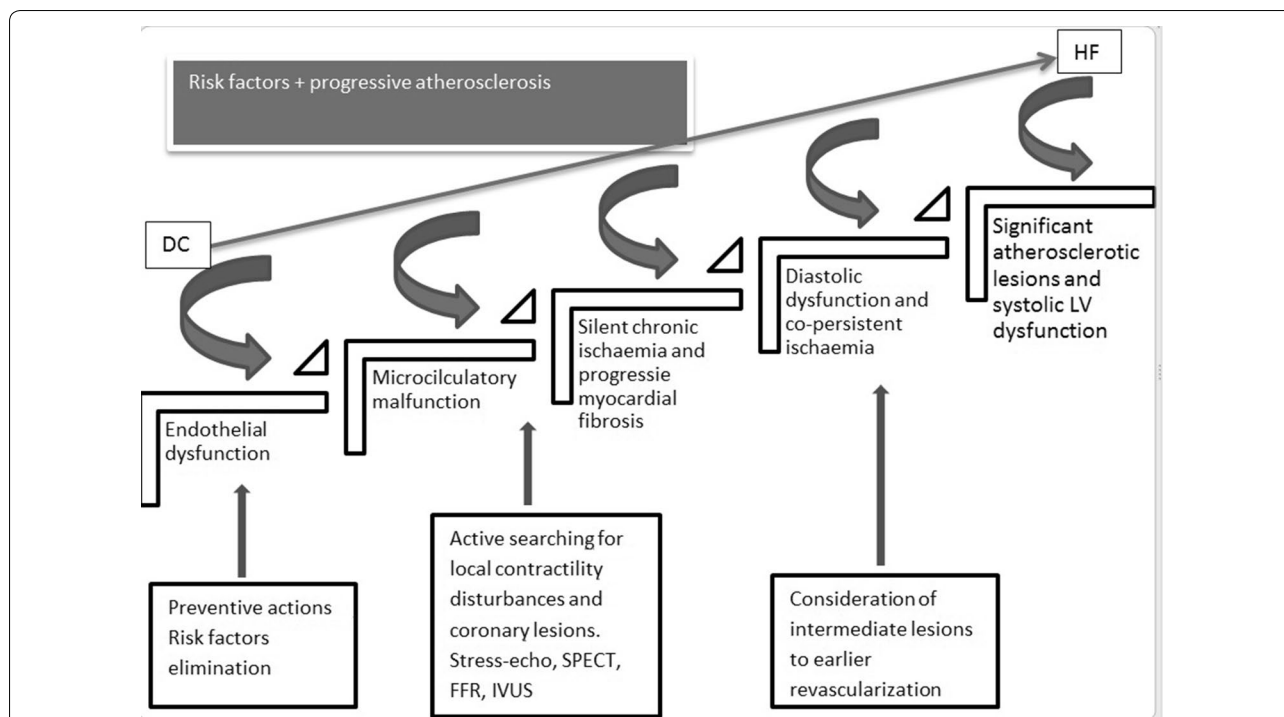 Risk factors + progressive atherosclerosis
HF
DC
Endothelial
dysfunction
Microcilculatory
malfunction
Silent chronic
ischaemia and
progressie
myocardial
fibrosis
Diastolic
dysfunction and
co-persistent
ischaemia
Significant
atherosclerotic
lesions and
systolic LV
dysfunction
Preventive actions
Risk factors
elimination
Active searching for
local contractility
disturbances and
coronary lesions.
Stress-echo, SPECT,
FFR, IVUS
Consideration of
intermediate lesions
to earlier
revascularization